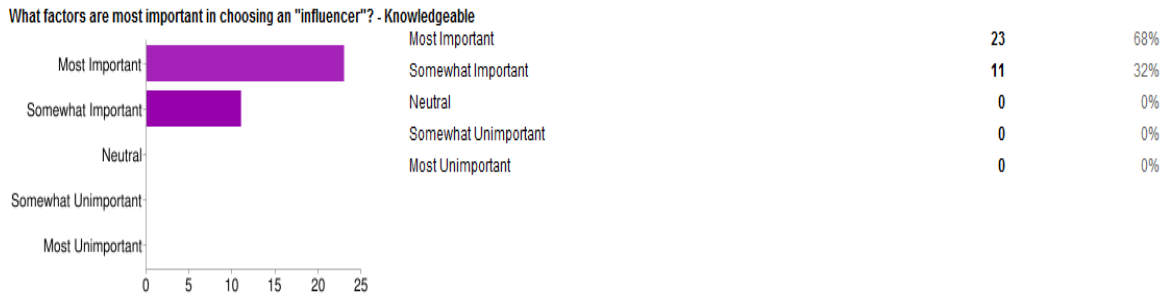 What factors are most important in choosing an "influencer"? - Knowledgeable
Most Important
Somewhat Important
Neutral
Somewhat Unimportant
Most Unimportant
0 5 10 15 20 25
Most Important 23 68%
Somewhat Important 11 32%
Neutral 0 0%
Somewhat Unimportant 0 0%
Most Unimportant 0 0%